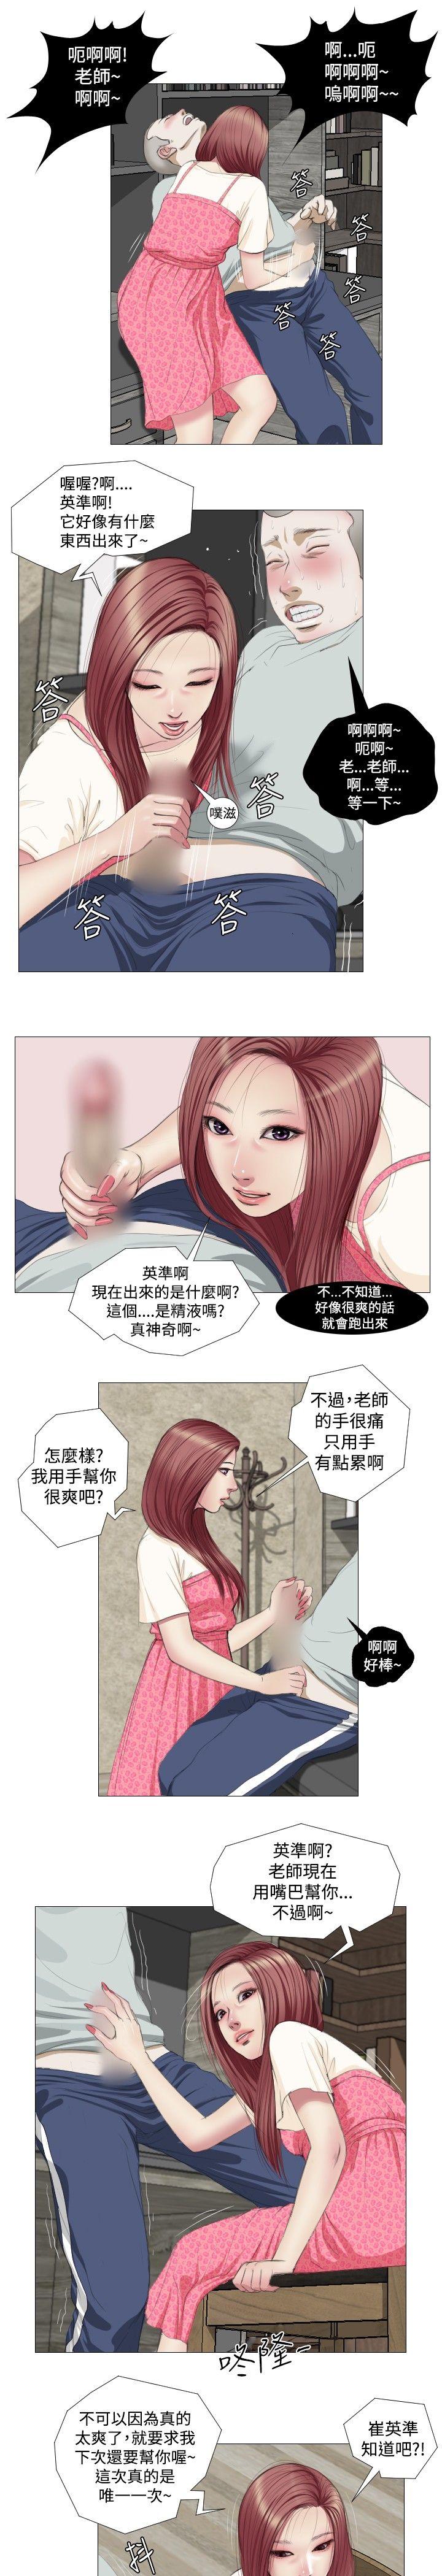 呃啊啊!
老師~
啊啊~
啊...呃
啊啊啊~
嗚啊啊~~
答
答
答
答
喔喔?啊....
英準啊!
它好像有什麼
東西出來了~
答
答
噗滋
啊啊啊~
呃啊~
老...老師...
啊...等...
等一下~
答
答
英準啊
現在出來的是什麼啊?
這個....是精液嗎?
真神奇啊~
不...不知道...
好像很爽的話
就會跑出來
不過,老師
的手很痛
只用手
有點累啊
怎麼樣?
我用手幫你
很爽吧?
啊啊
好棒~
英準啊?
老師現在
用嘴巴幫你...
不過啊~
咚隆~
不可以因為真的
太爽了,就要求我
下次還要幫你喔~
這次真的是
唯一一次~
崔英準
知道吧?!
抖